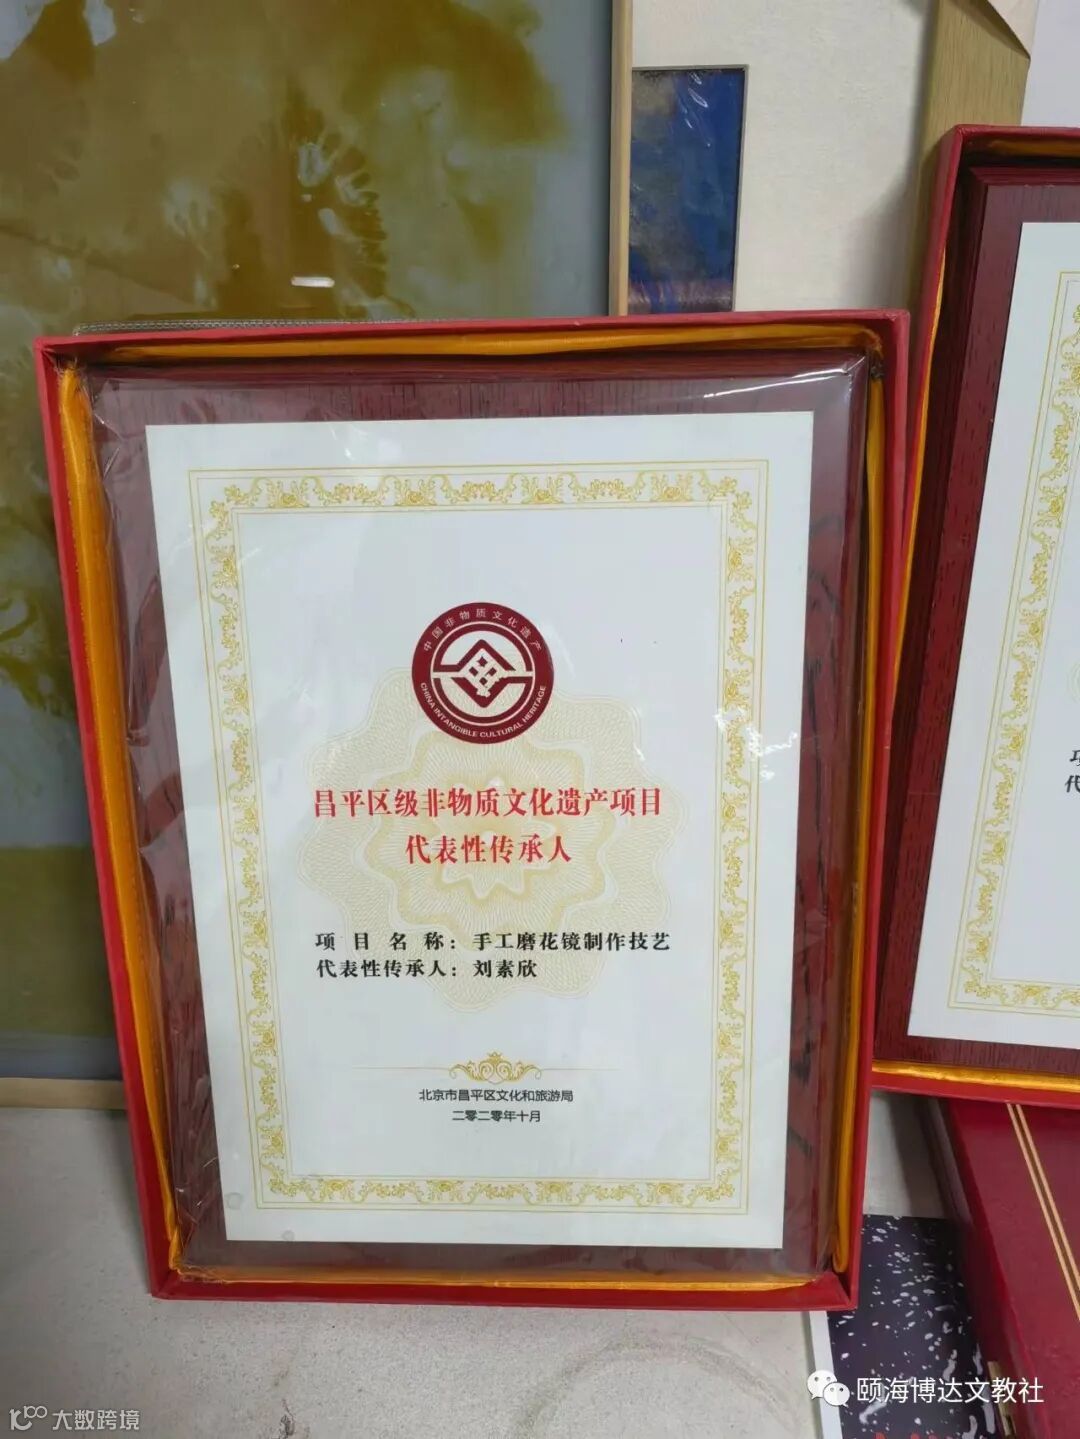 中国非物质文化遗产
CHINA INTANGIBLE CULTURAL HERITAGE
昌平区级非物质文化遗产项目
代表性传承人
项目名称：手工磨花镜制作技艺
代表性传承人：刘素欣
北京市昌平区文化和旅游局
二零二零年十月
项
代
颐海博达文教社
大数跨境